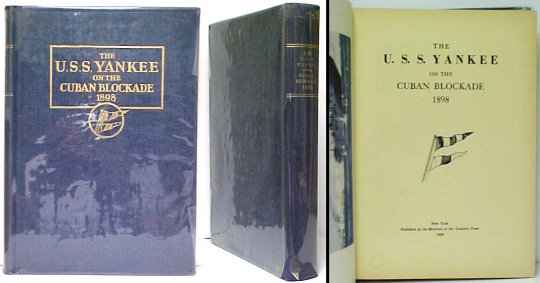 THE
U.S.S. YANKEE
ON THE
CUBAN BLOCKADE
1898
THE
U.S.S.
YANKEE
ON THE
CUBAN
BLOCKADE
1898
THE
U. S. S. YANKEE
ON THE
CUBAN BLOCKADE
1898
New York
Published by the Members of the Yankee's Crew
1928